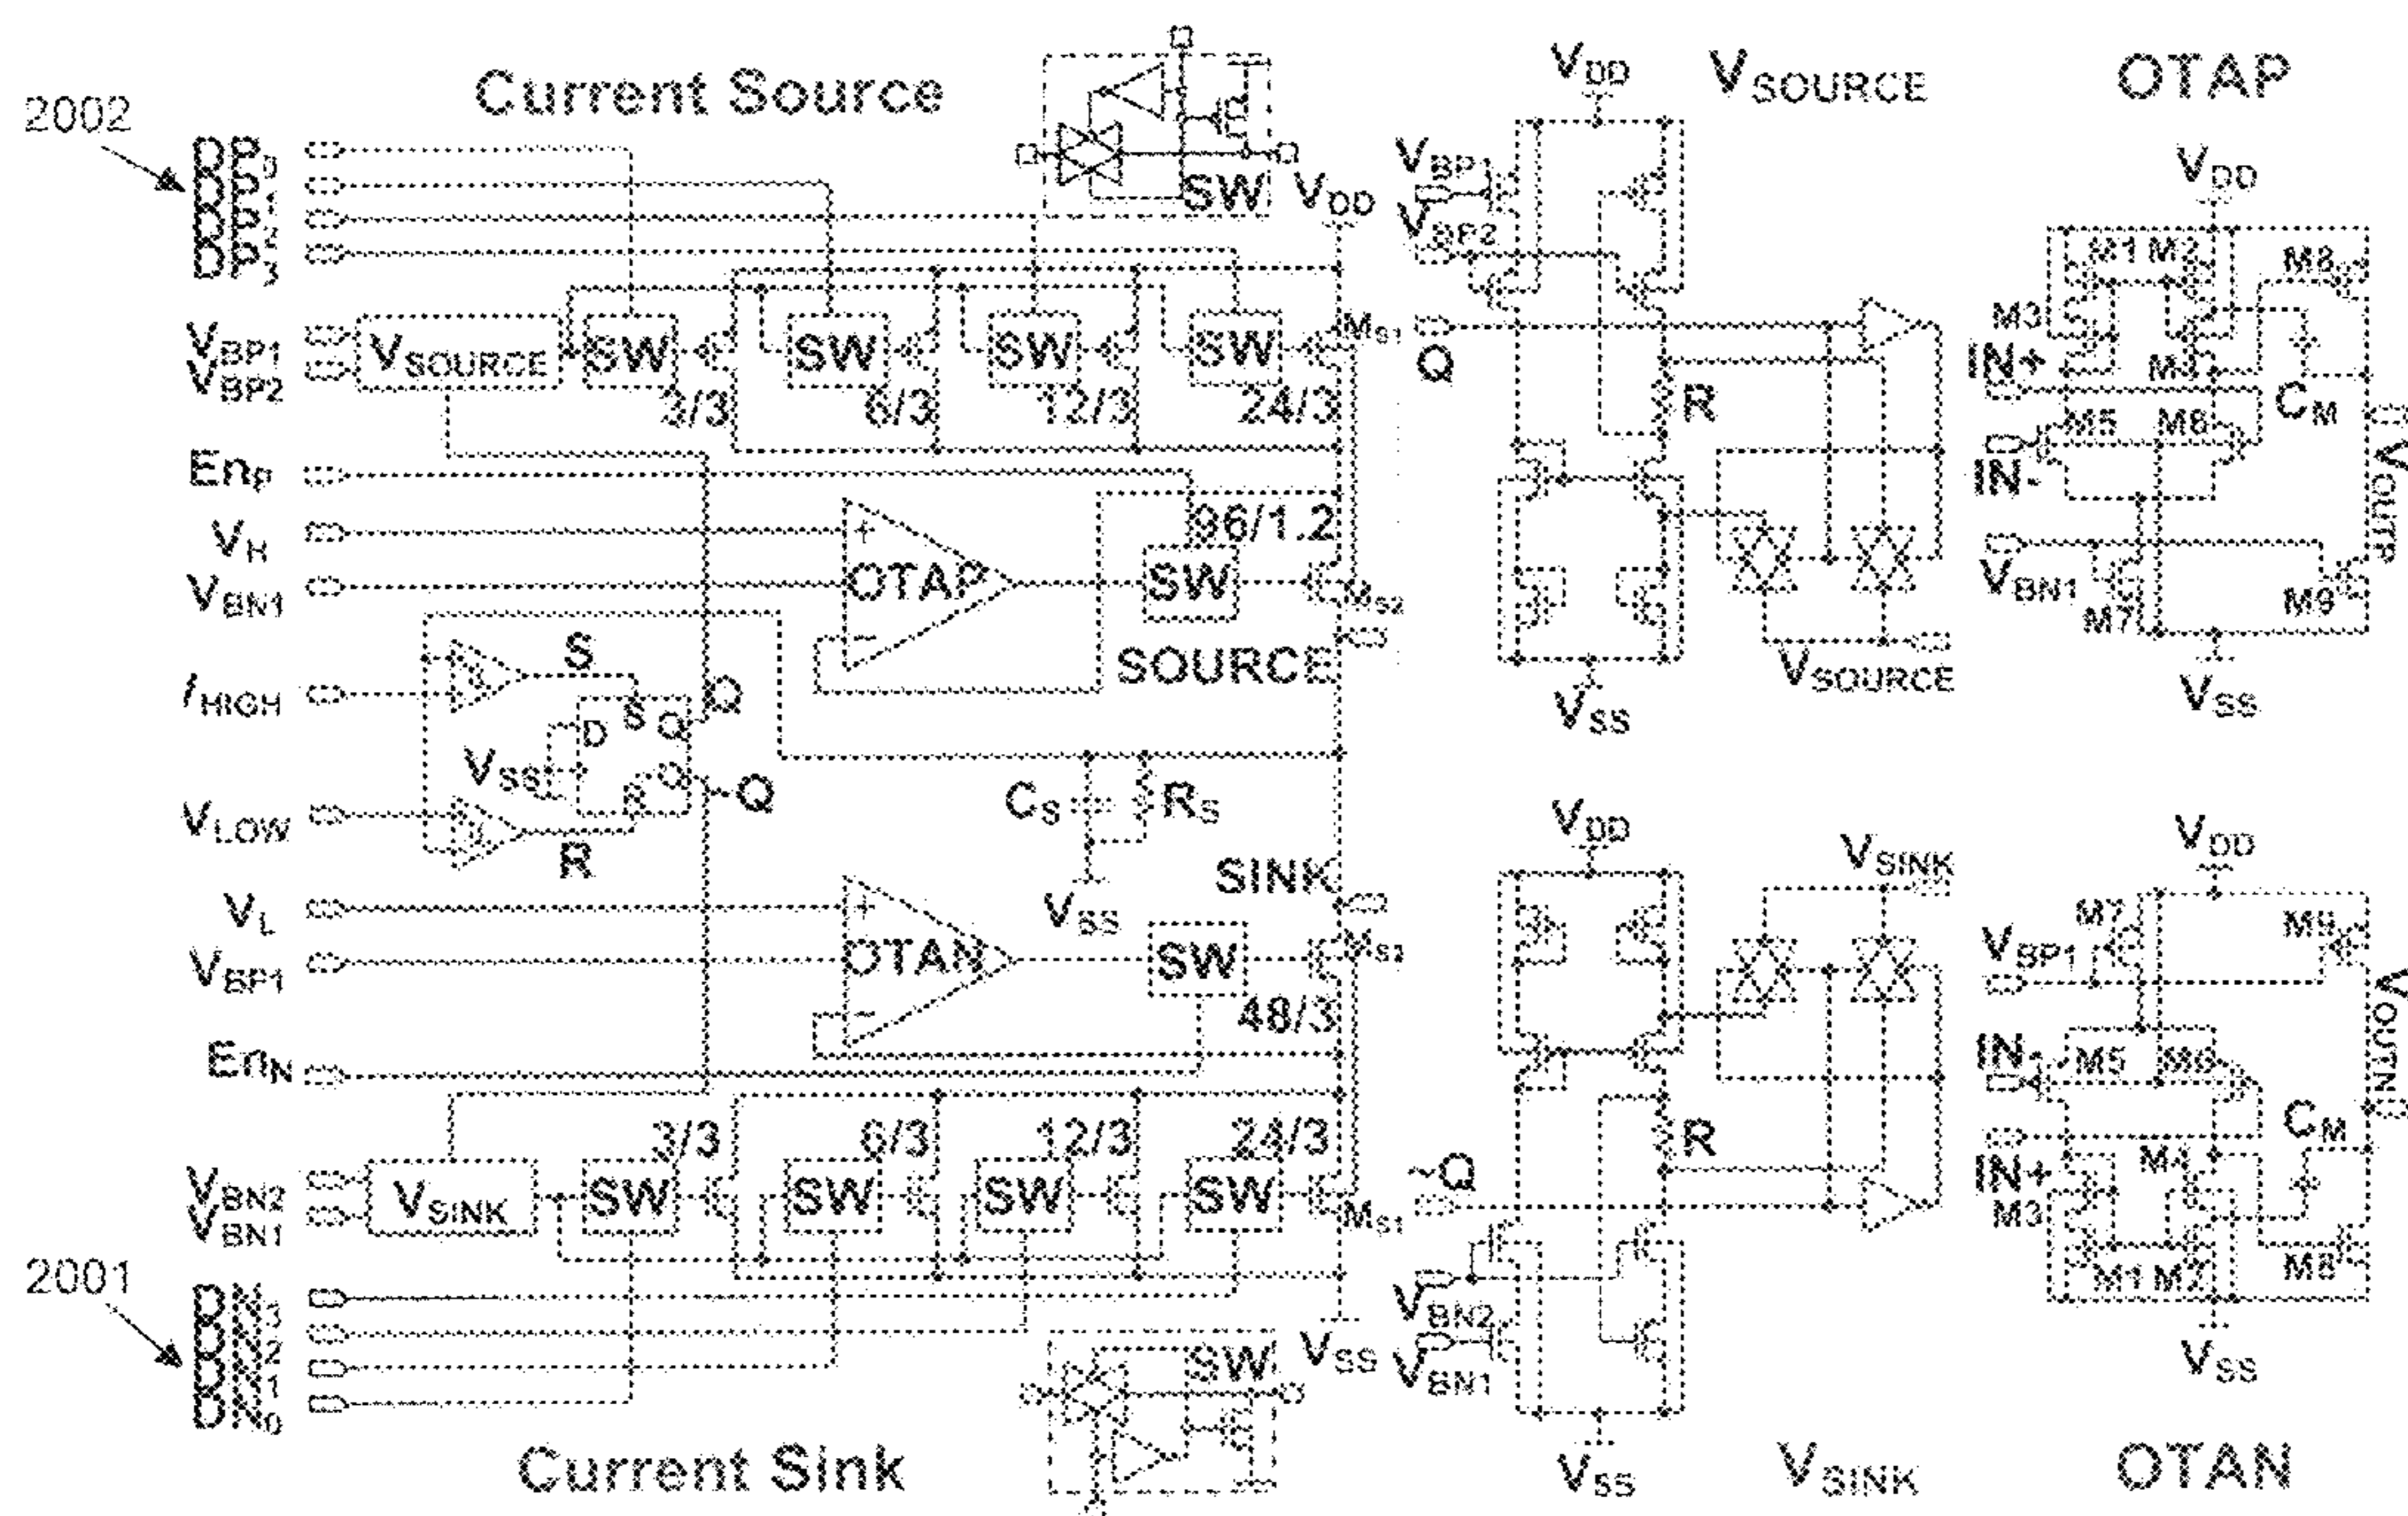 Current Source
2002
DP0
DP1
DP2
DP3
SW
VDD
VBP1
VBP2
VSOURCE
SW
SW
SW
SW
MS1
3/3
6/3
12/3
24/3
EnP
VH
VBN1
+
OTAP
−
SW
96/1.2
MS2
SOURCE
IHIGH
S
D
S
Q
Q
VSS
R
Q
~Q
VLOW
R
CS
RS
VSS
SINK
VL
VBP1
+
OTAN
−
SW
MS2
48/3
EnN
3/3
6/3
12/3
24/3
VBN2
VBN1
VSINK
SW
SW
SW
SW
MS1
2001
DN3
DN2
DN1
DN0
SW
VSS
Current Sink
VDD
VSOURCE
VBP1
VBP2
Q
R
VSOURCE
VSS
OTAP
VDD
M1
M2
M8
M3
IN+
M4
CM
M5
M6
IN-
VOUTP
VBN1
M7
M9
VSS
VDD
VSINK
R
~Q
VBN2
VBN1
VSS
VSINK
VDD
M7
M9
VBP1
VOUTN
IN-
M5
M6
CM
IN+
M4
M3
M1
M2
M8
VSS
OTAN